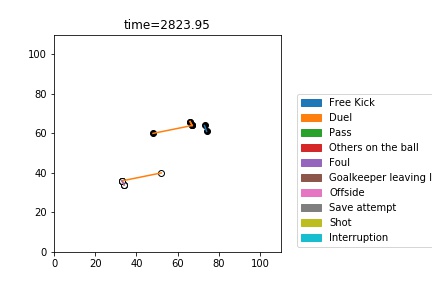 time=2823.95
100
80
60
40
20
0
0 20 40 60 80 100
Free Kick
Duel
Pass
Others on the ball
Foul
Goalkeeper leaving l
Offside
Save attempt
Shot
Interruption